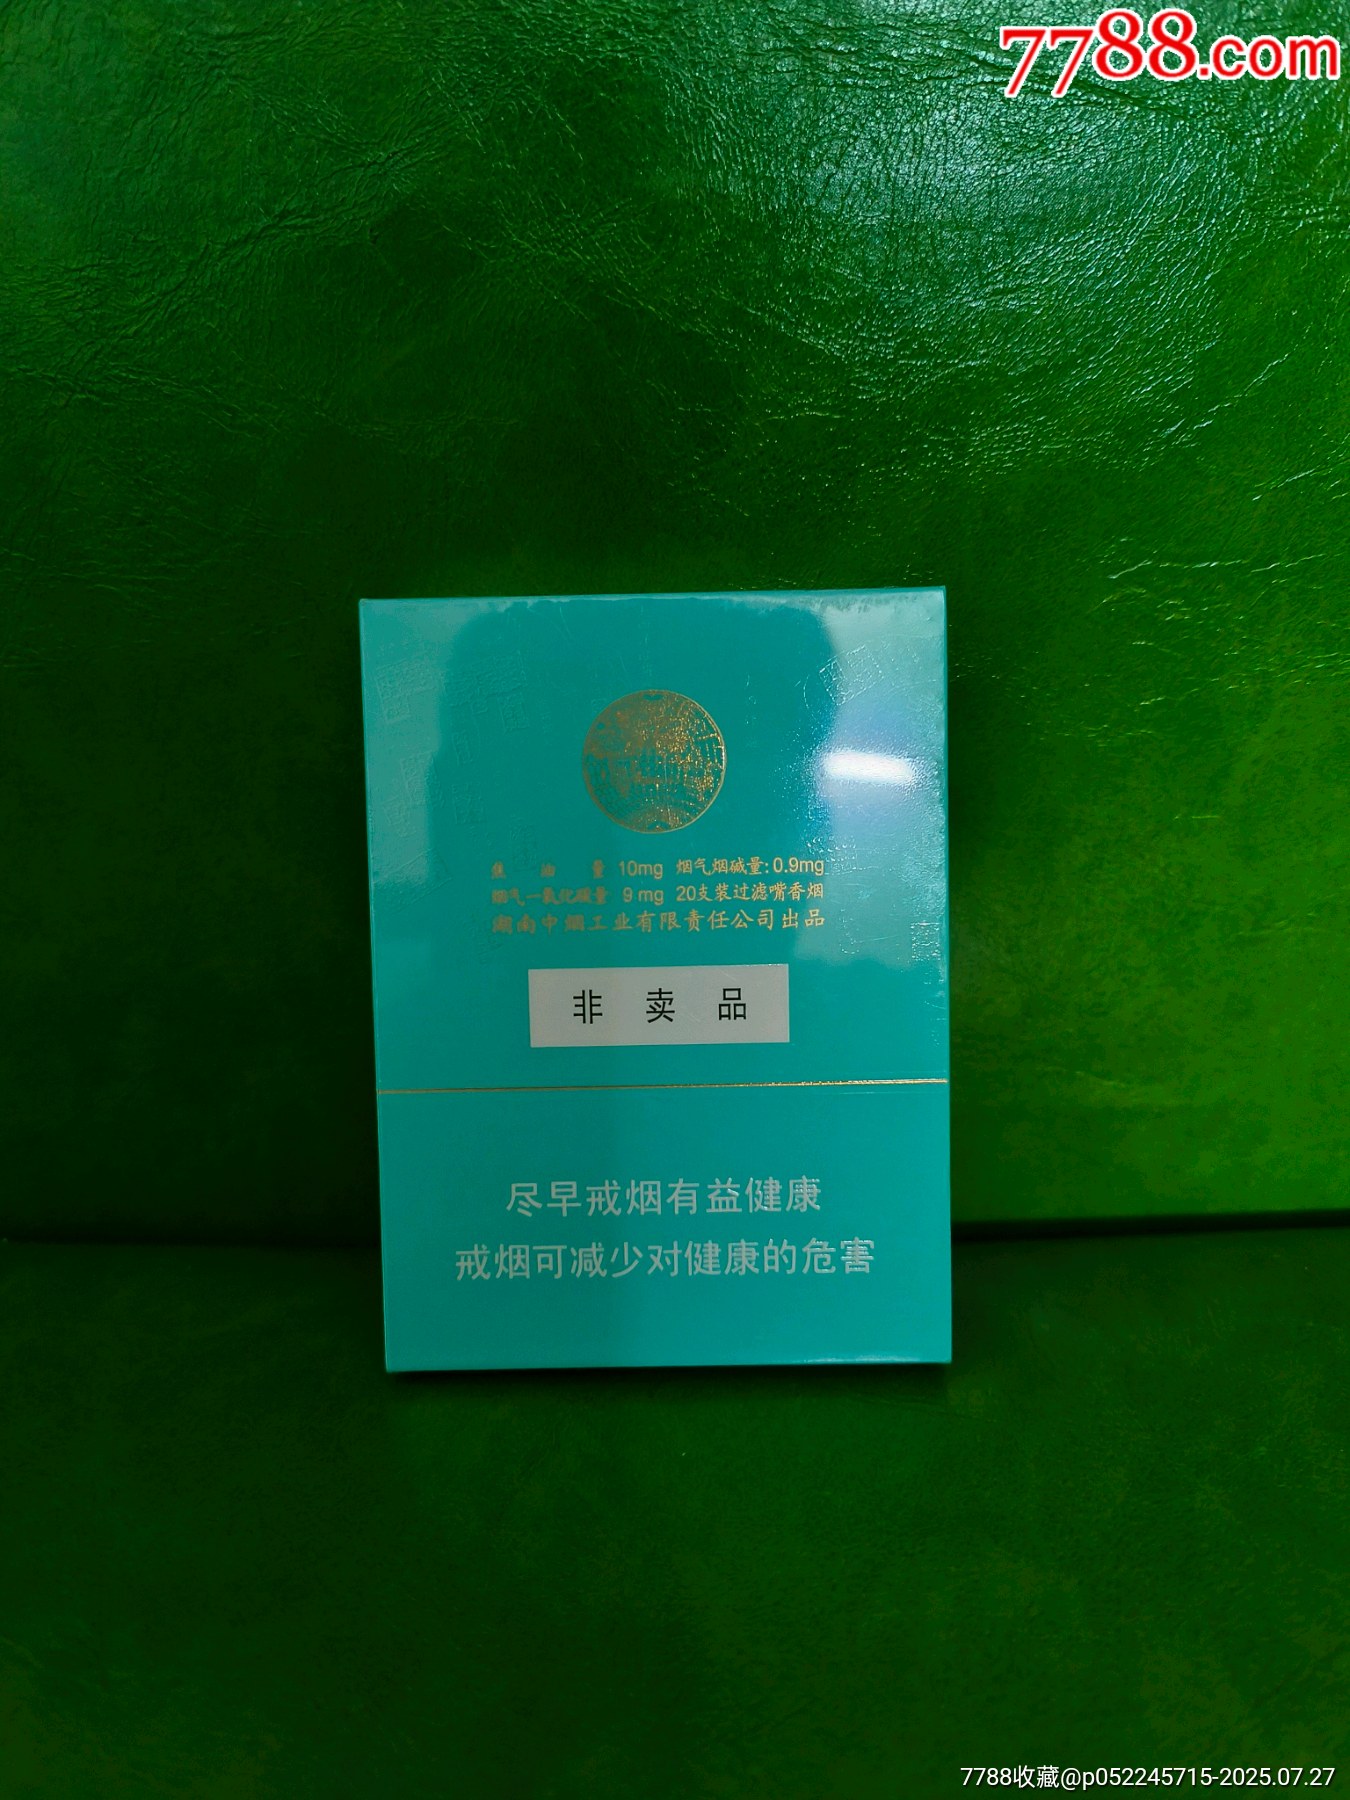 7788.com
焦油量 10mg 烟气烟碱量:0.9mg
烟气一氧化碳量 9mg 20支装过滤嘴香烟
湖南中烟工业有限责任公司出品
非卖品
尽早戒烟有益健康
戒烟可减少对健康的危害
7788收藏@p052245715-2025.07.27